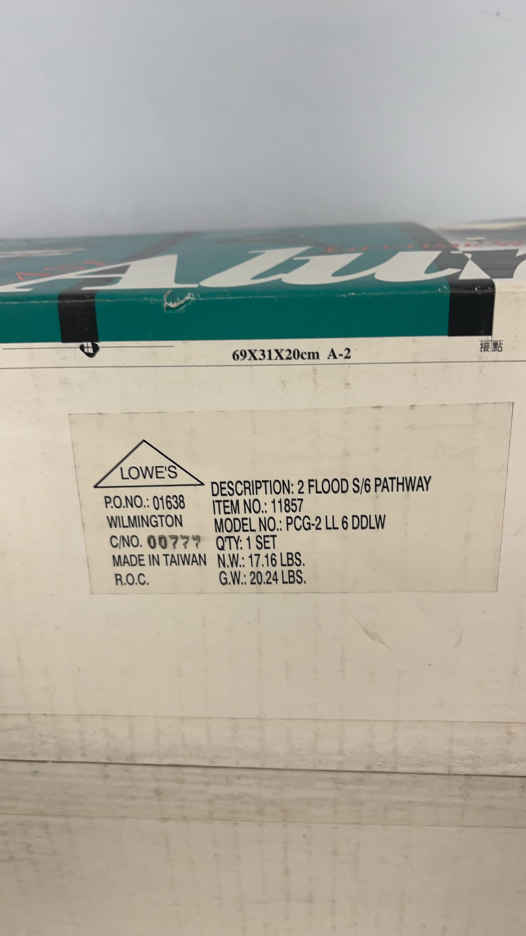 Alu
69X31X20cm A-2
接點
LOWE'S
P.O.NO.: 01638
WILMINGTON
C/NO. 00777
MADE IN TAIWAN
R.O.C.
DESCRIPTION: 2 FLOOD S/6 PATHWAY
ITEM NO.: 11857
MODEL NO.: PCG-2 LL 6 DDLW
Q'TY: 1 SET
N.W.: 17.16 LBS.
G.W.: 20.24 LBS.